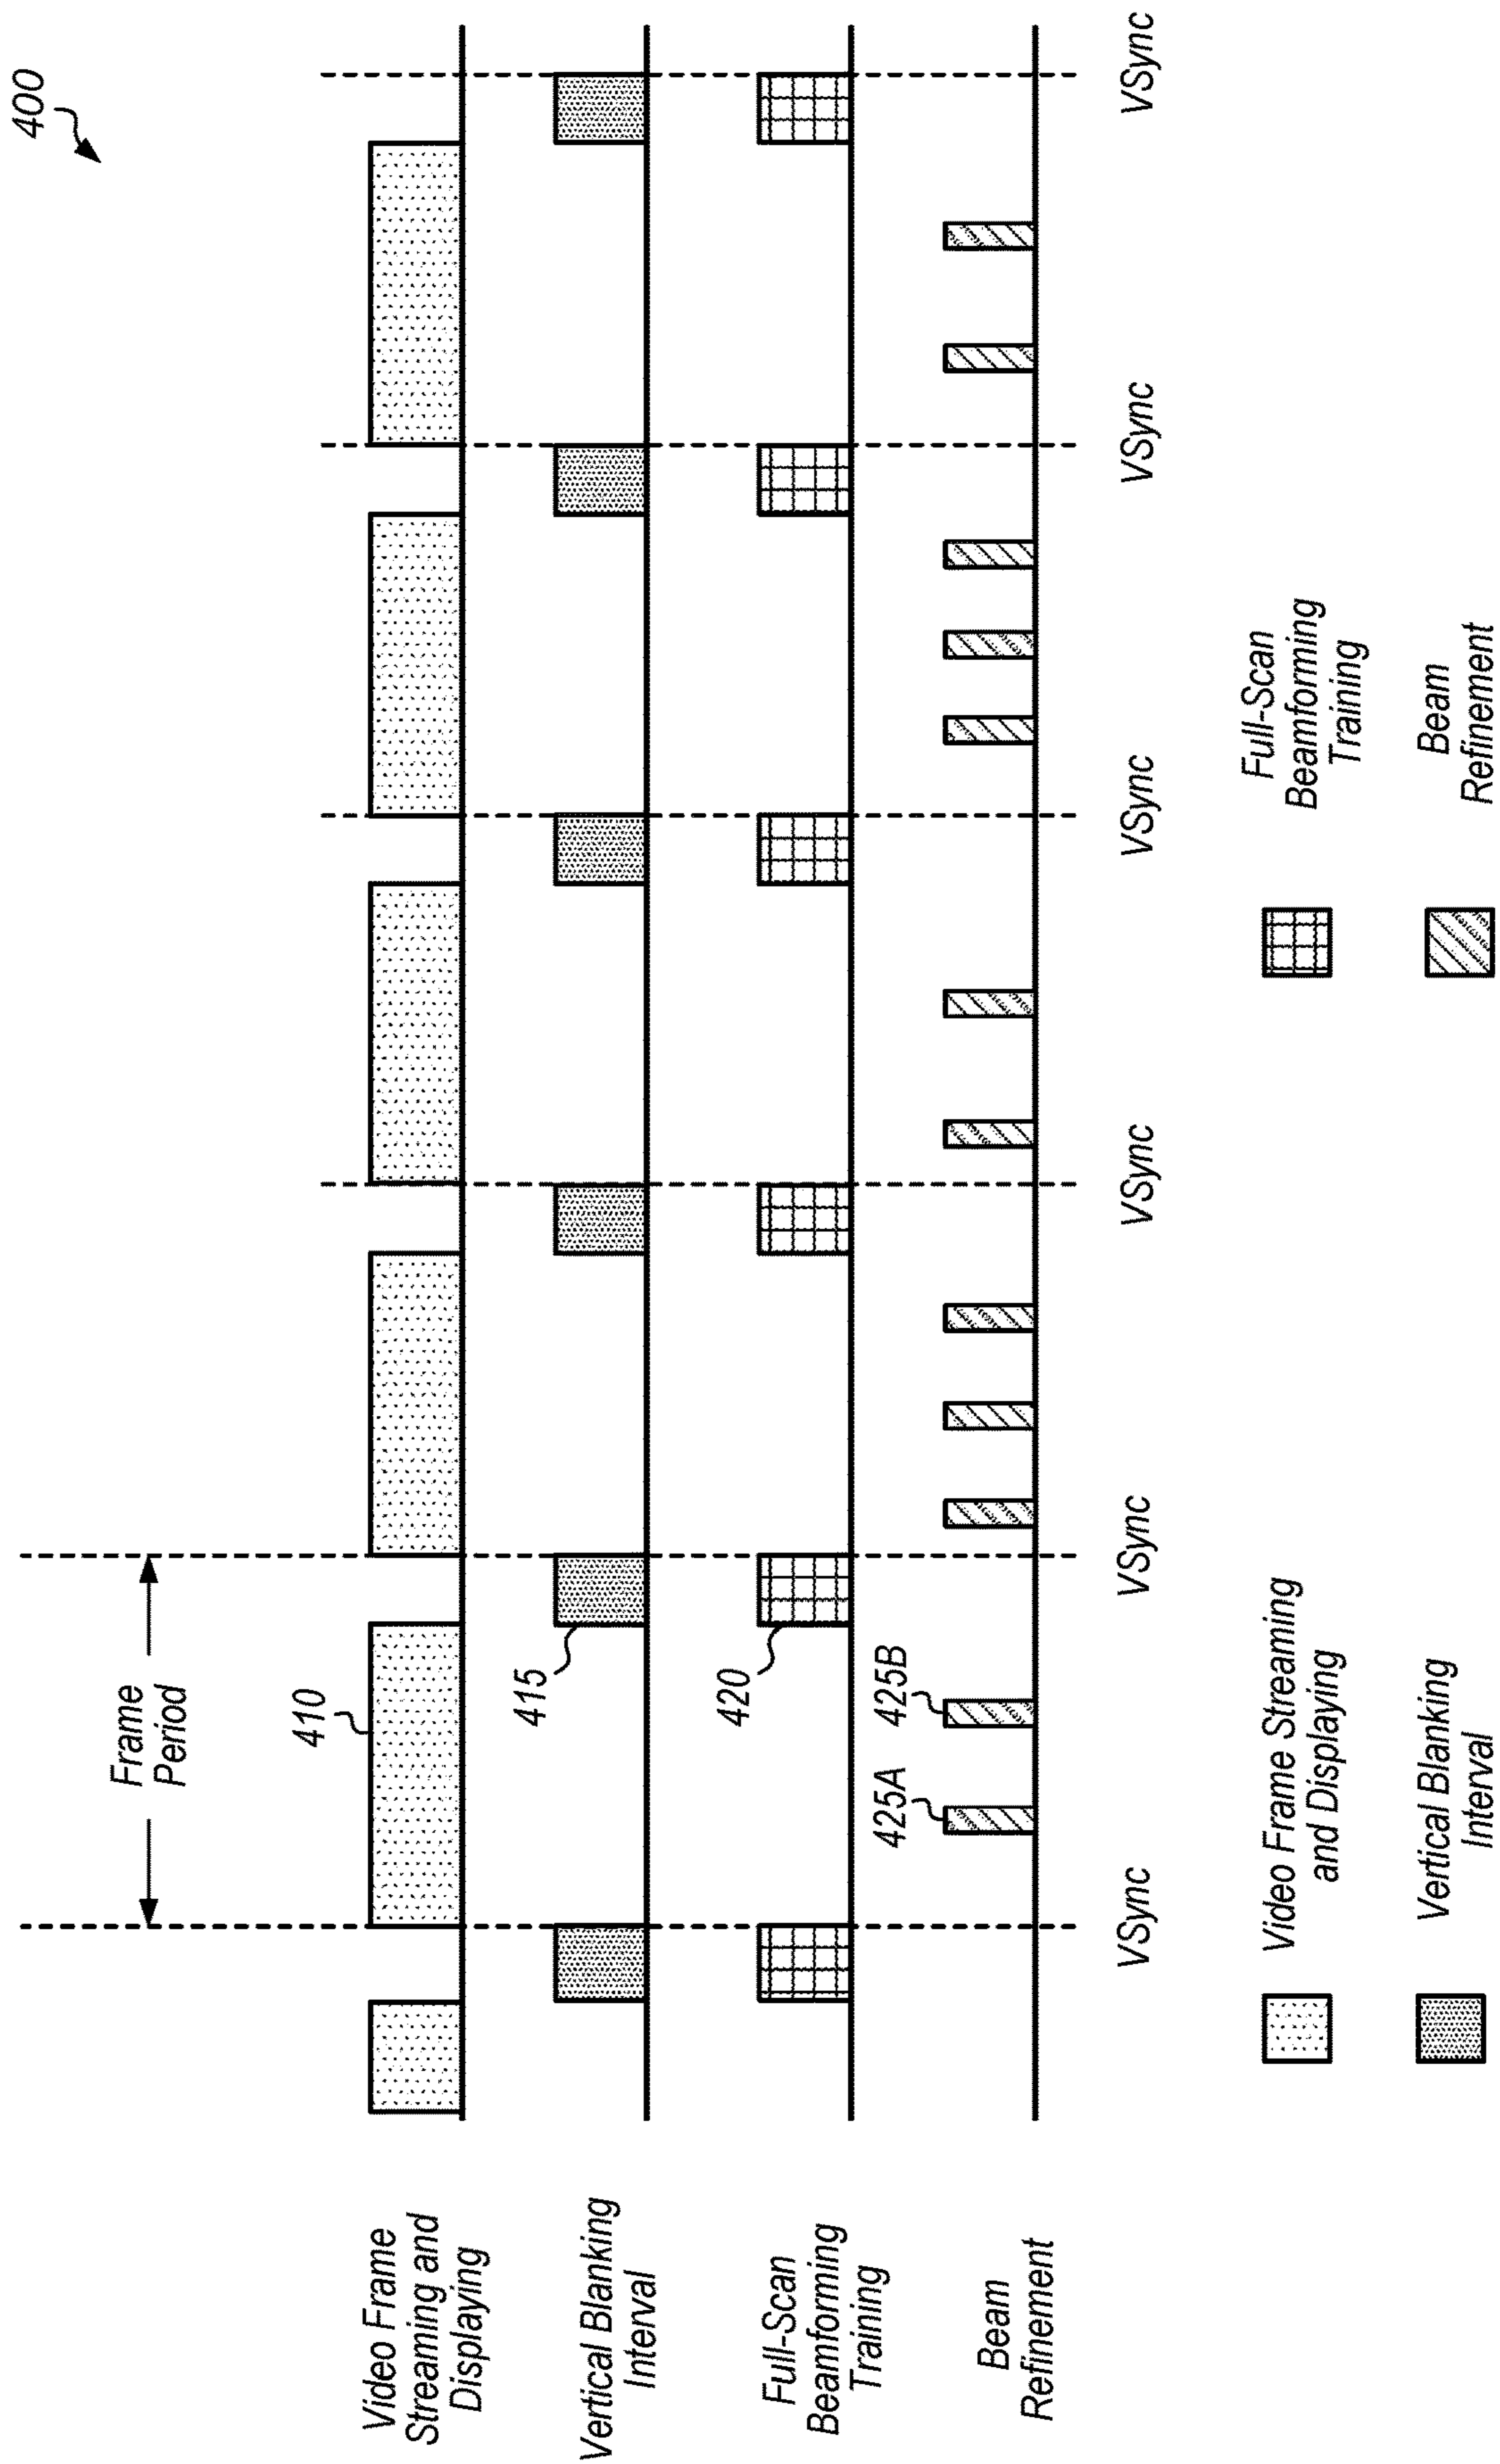 400
Frame
Period
Video Frame
Streaming and
Displaying
410
Vertical Blanking
Interval
415
Full-Scan
Beamforming
Training
420
Beam
Refinement
425A
425B
VSync
VSync
VSync
VSync
VSync
VSync
Video Frame Streaming
and Displaying
Full-Scan
Beamforming
Training
Vertical Blanking
Interval
Beam
Refinement